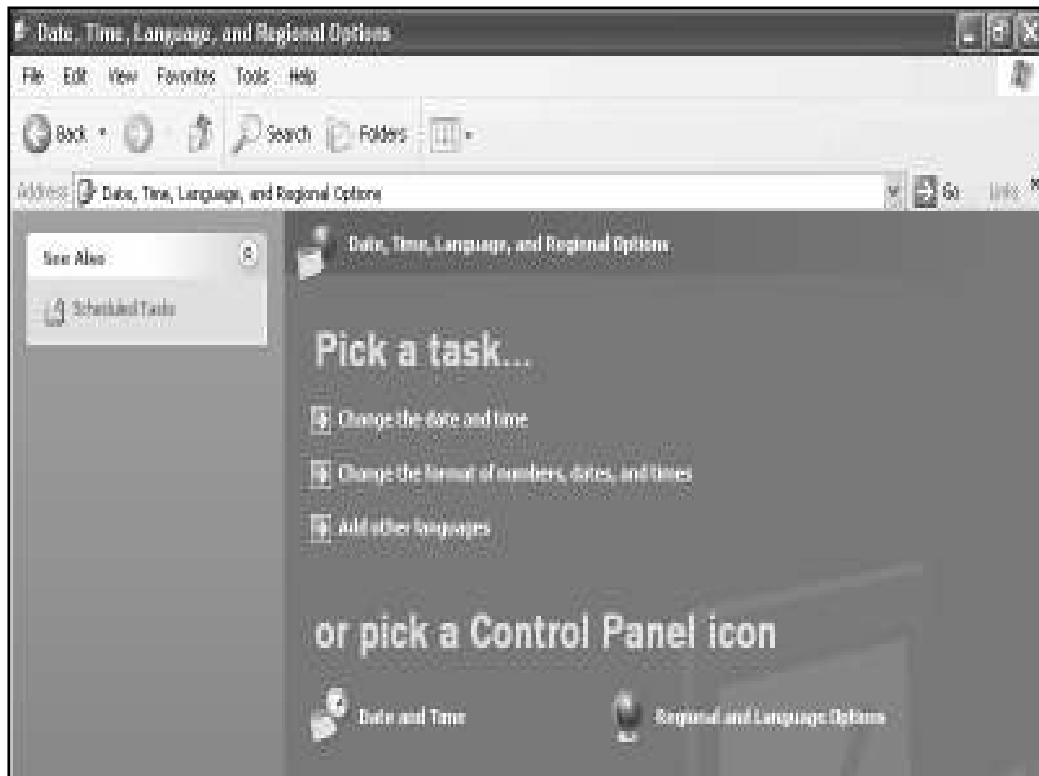 Date, Time, Language, and Regional Options
File Edit View Favorites Tools Help
Back Search Folders
Address Date, Time, Language, and Regional Options Go Links
See Also
Scheduled Tasks
Date, Time, Language, and Regional Options
Pick a task...
Change the date and time
Change the format of numbers, dates, and times
Add other languages
or pick a Control Panel icon
Date and Time Regional and Language Options